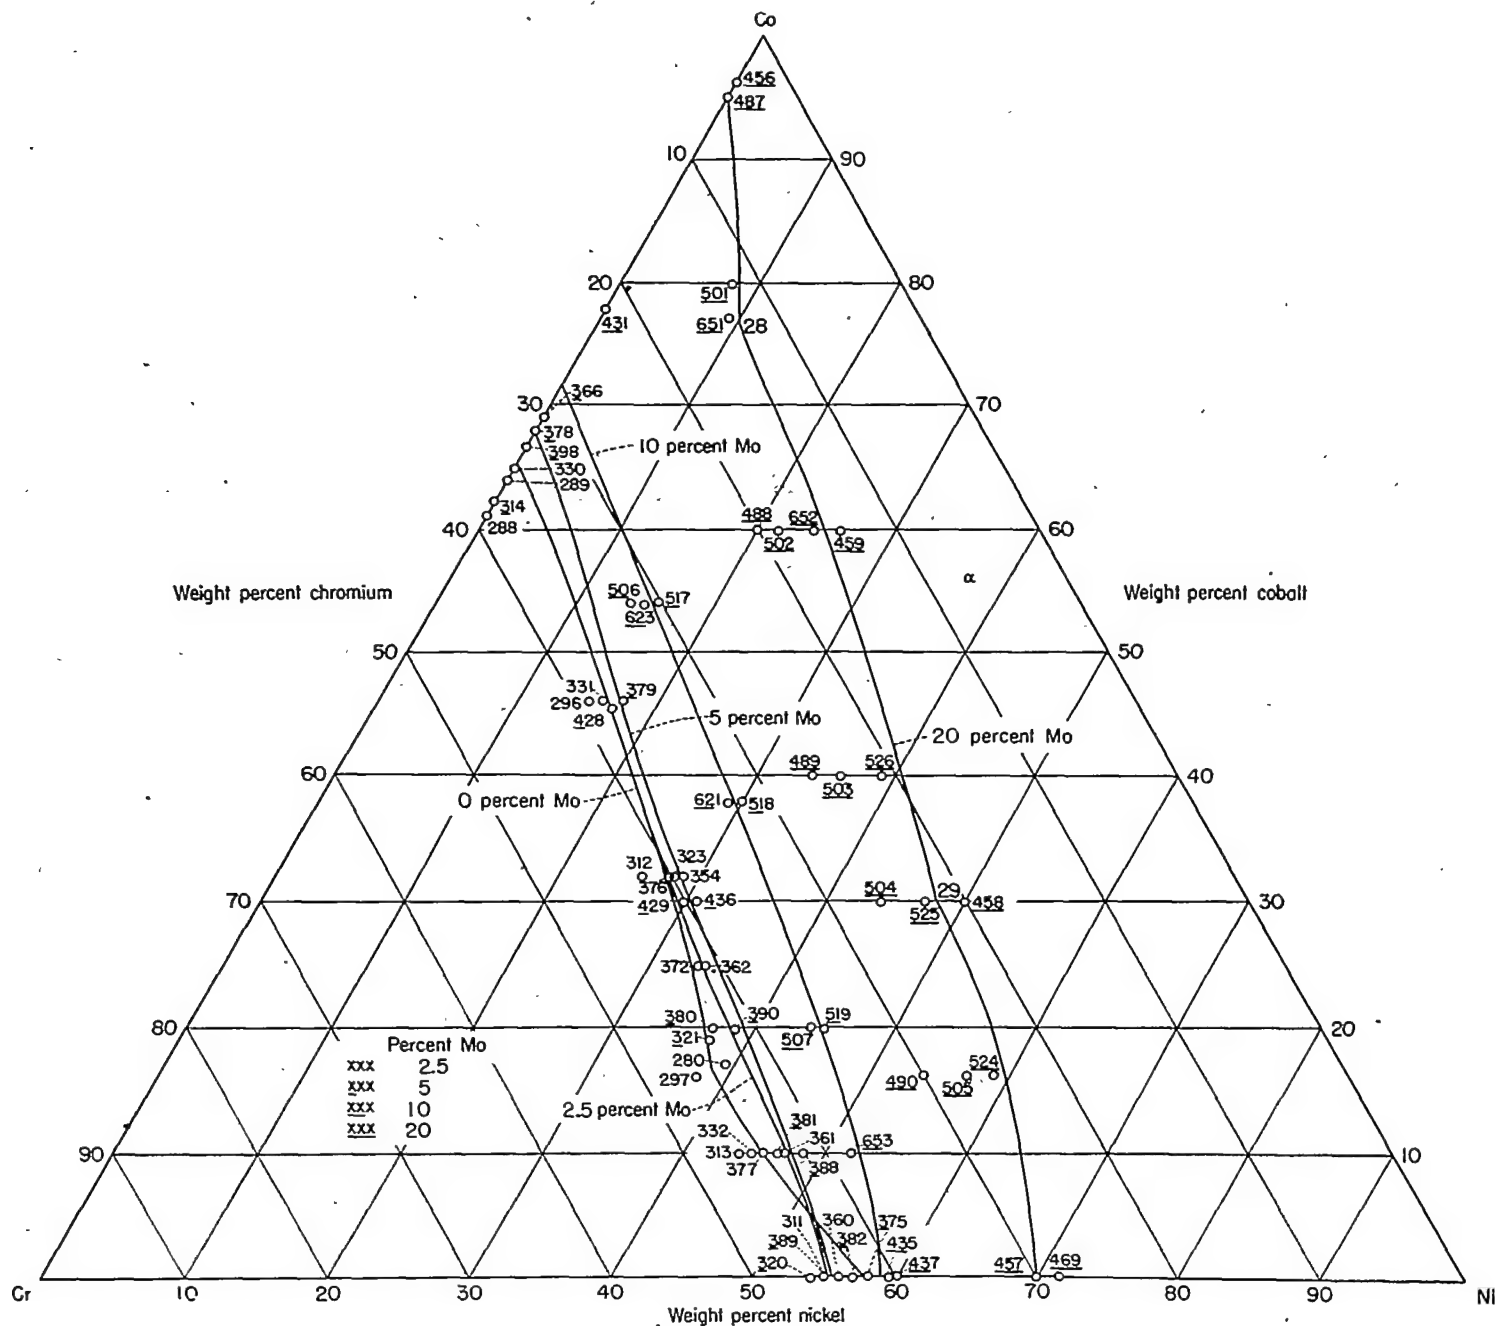 Co
456
487
10 90
20 80
501
431
651 28
366
30 70
378
10 percent Mo
398
330
289
314
288
488 652
40 60
502 459
α
506 517
623
Weight percent chromium Weight percent cobalt
50 50
331 379
296
428
5 percent Mo
20 percent Mo
489 526
60 40
503
0 percent Mo
621 518
312 323
354
376
504 29
70 30
429 436 458
525
372 362
380 390 519
80 20
321 507
Percent Mo
xxx 2.5
xxx 5
xxx 10
xxx 20
280
297
524
490 505
2.5 percent Mo
381
332 361 653
90 313 x 10
377 388
311 360 375
389 382 435
320 437 457 469
Cr 10 20 30 40 50 60 70 80 90 Ni
Weight percent nickel